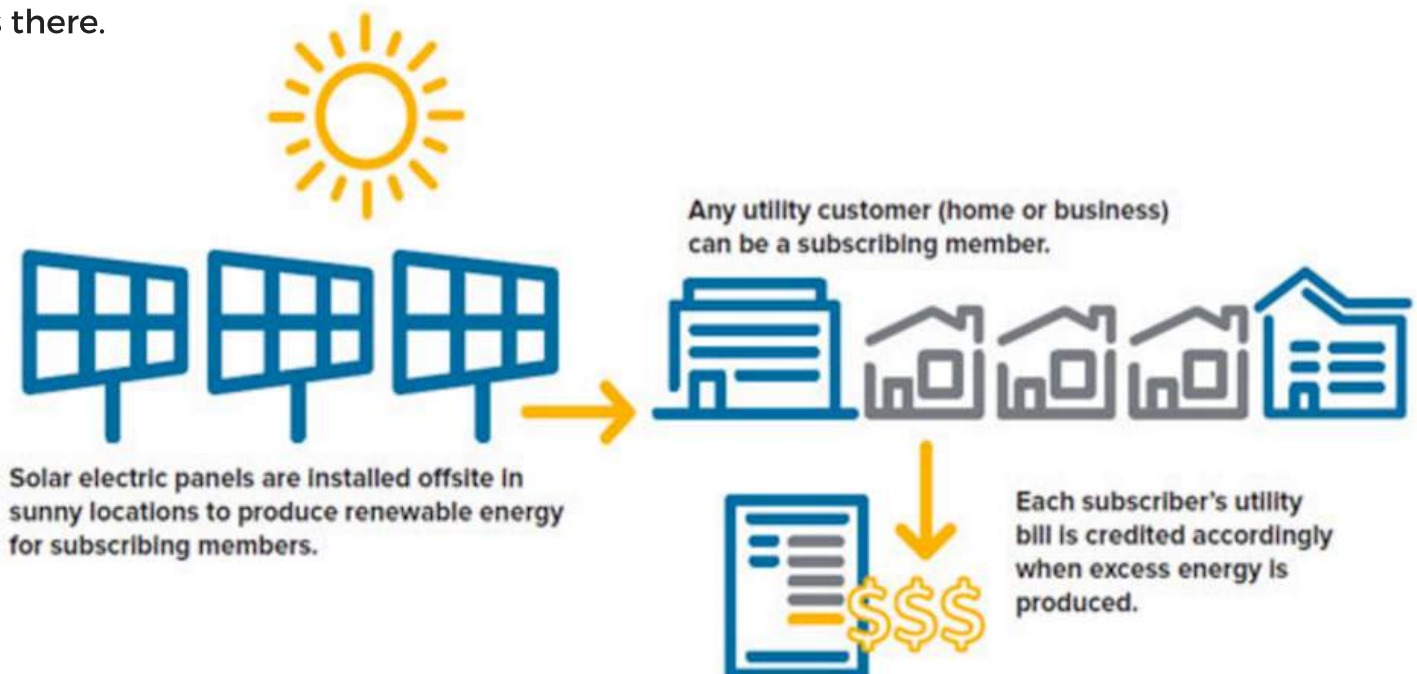 s there.
Any utility customer (home or business)
can be a subscribing member.
Solar electric panels are installed offsite in
sunny locations to produce renewable energy
for subscribing members.
Each subscriber's utility
bill is credited accordingly
when excess energy is
produced.
$$$